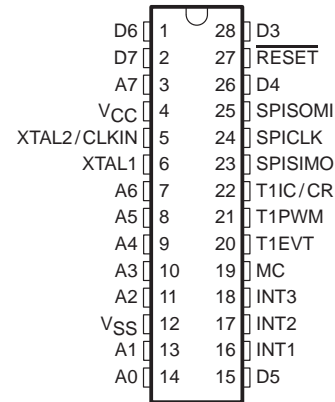 D6 1 28 D3
D7 2 27 RESET
A7 3 26 D4
VCC 4 25 SPISOMI
XTAL2/CLKIN 5 24 SPICLK
XTAL1 6 23 SPISIMO
A6 7 22 T1IC/CR
A5 8 21 T1PWM
A4 9 20 T1EVT
A3 10 19 MC
A2 11 18 INT3
VSS 12 17 INT2
A1 13 16 INT1
A0 14 15 D5